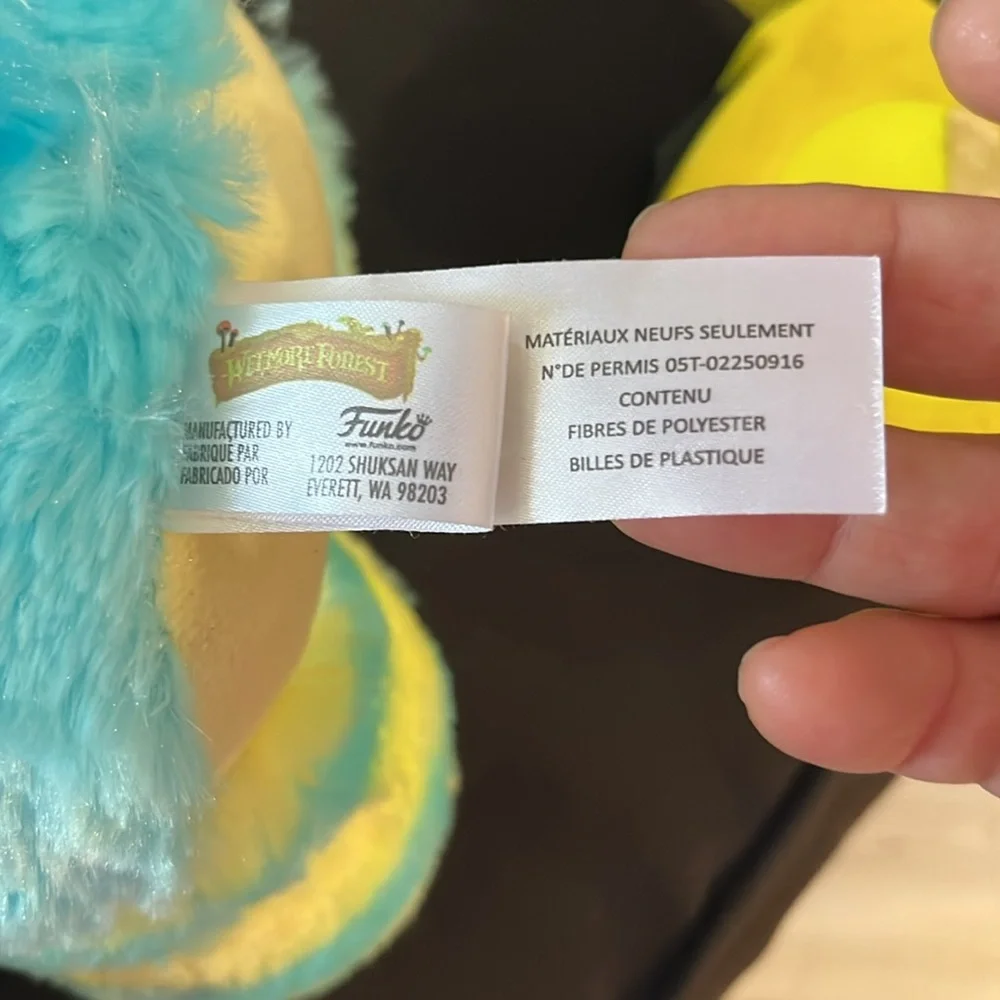 WETMORE FOREST
MANUFACTURED BY
FABRIQUE PAR
FABRICADO POR
Funko
www.funko.com
1202 SHUKSAN WAY
EVERETT, WA 98203
MATÉRIAUX NEUFS SEULEMENT
N°DE PERMIS 05T-02250916
CONTENU
FIBRES DE POLYESTER
BILLES DE PLASTIQUE